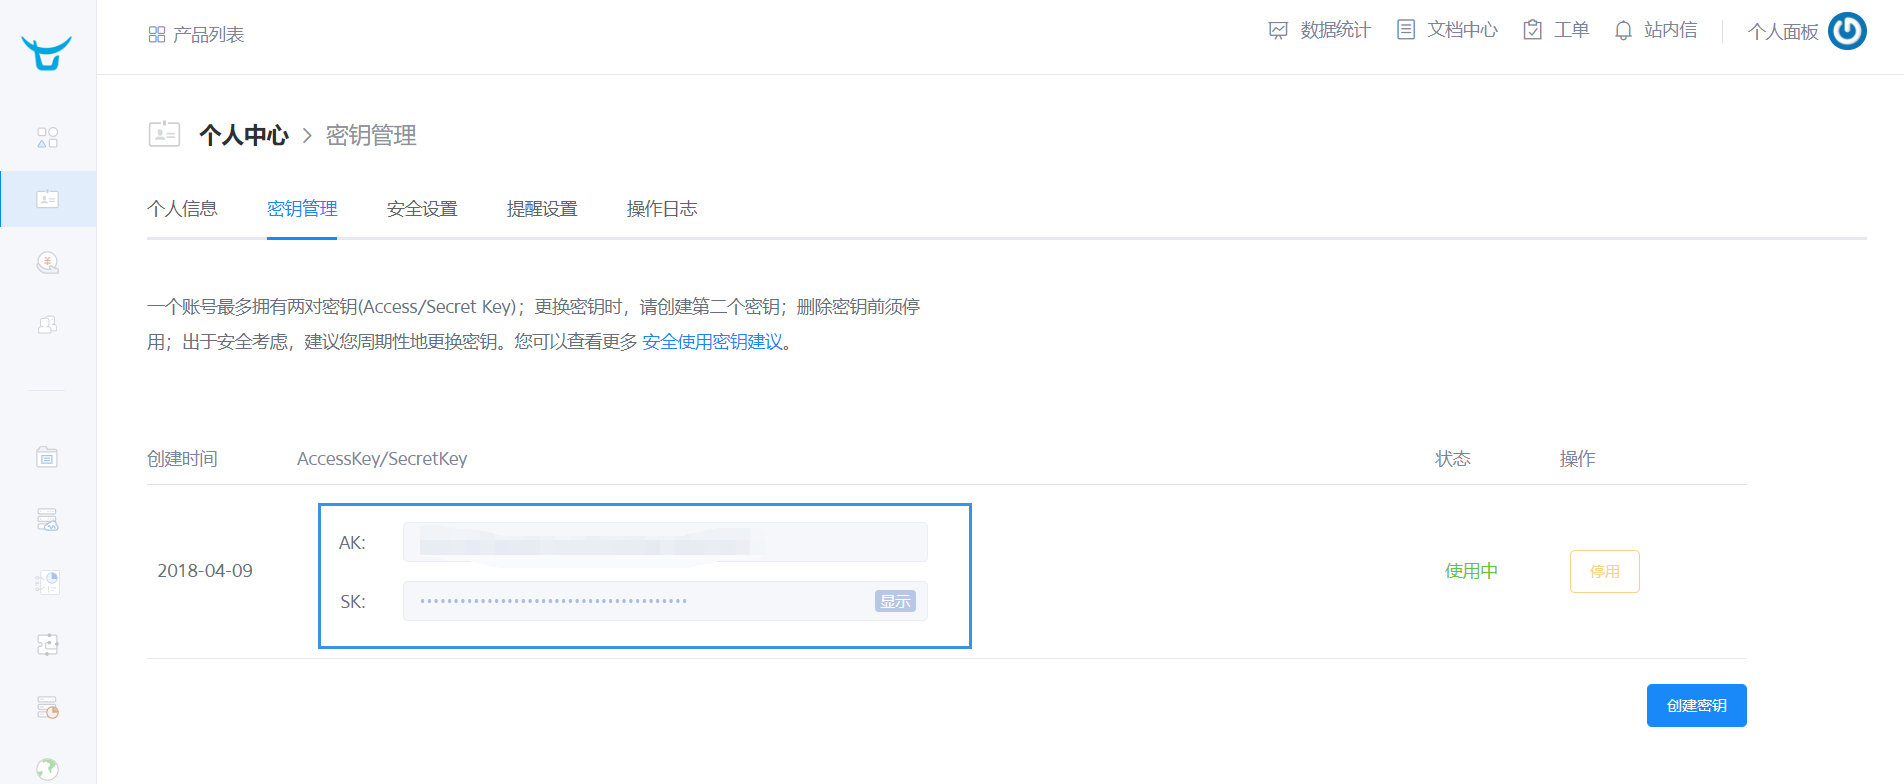 产品列表
数据统计 文档中心 工单 站内信 个人面板
个人中心 > 密钥管理
个人信息 密钥管理 安全设置 提醒设置 操作日志
一个账号最多拥有两对密钥(Access/Secret Key)；更换密钥时，请创建第二个密钥；删除密钥前须停
用；出于安全考虑，建议您周期性地更换密钥。您可以查看更多 安全使用密钥建议。
创建时间 AccessKey/SecretKey 状态 操作
AK:
2018-04-09 使用中 停用
SK: 显示
创建密钥